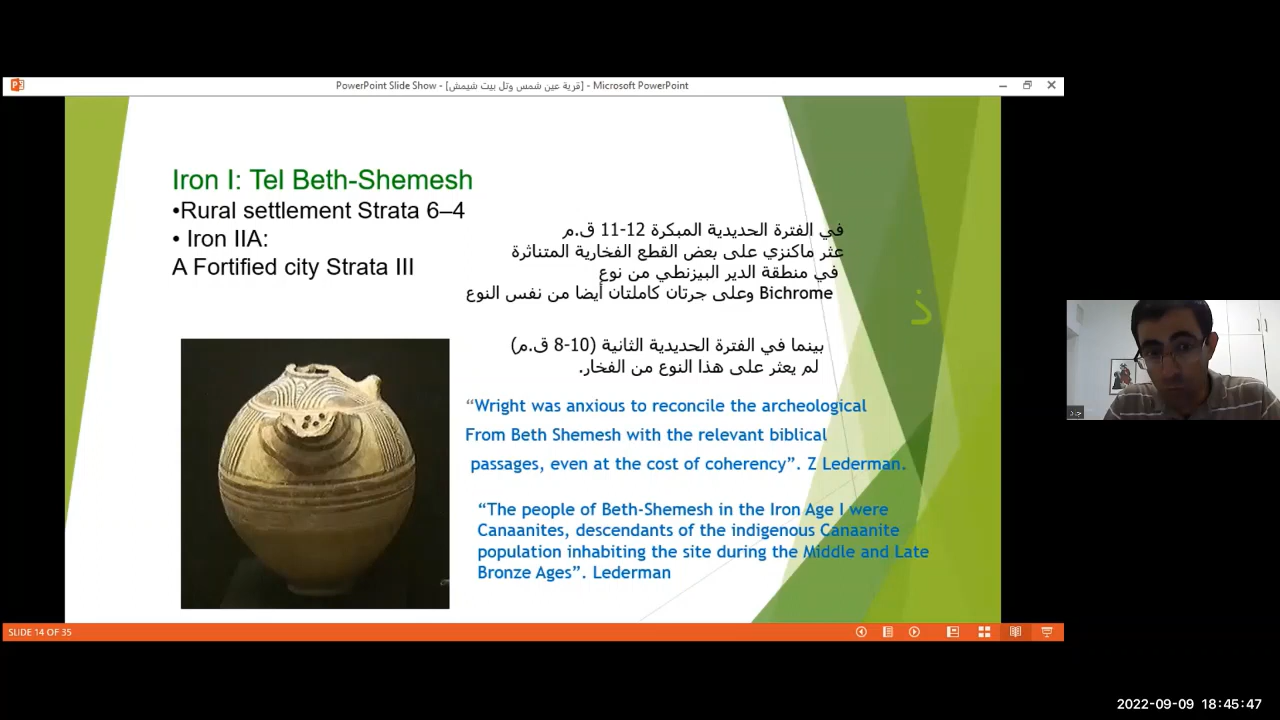 PowerPoint Slide Show - [قرية عين شمس وتل بيت شيمش] - Microsoft PowerPoint
Iron I: Tel Beth-Shemesh
•Rural settlement Strata 6–4
• Iron IIA:
A Fortified city Strata III
في الفترة الحديدية المبكرة 12-11 ق.م
عثر ماكنزي على بعض القطع الفخارية المتناثرة
في منطقة الدير البيزنطي من نوع
Bichrome وعلى جرتان كاملتان أيضا من نفس النوع
ذ
بينما في الفترة الحديدية الثانية (10-8 ق.م)
لم يعثر على هذا النوع من الفخار.
“Wright was anxious to reconcile the archeological
From Beth Shemesh with the relevant biblical
passages, even at the cost of coherency”. Z Lederman.
“The people of Beth-Shemesh in the Iron Age I were
Canaanites, descendants of the indigenous Canaanite
population inhabiting the site during the Middle and Late
Bronze Ages”. Lederman
جاد
SLIDE 14 OF 35
2022-09-09 18:45:47